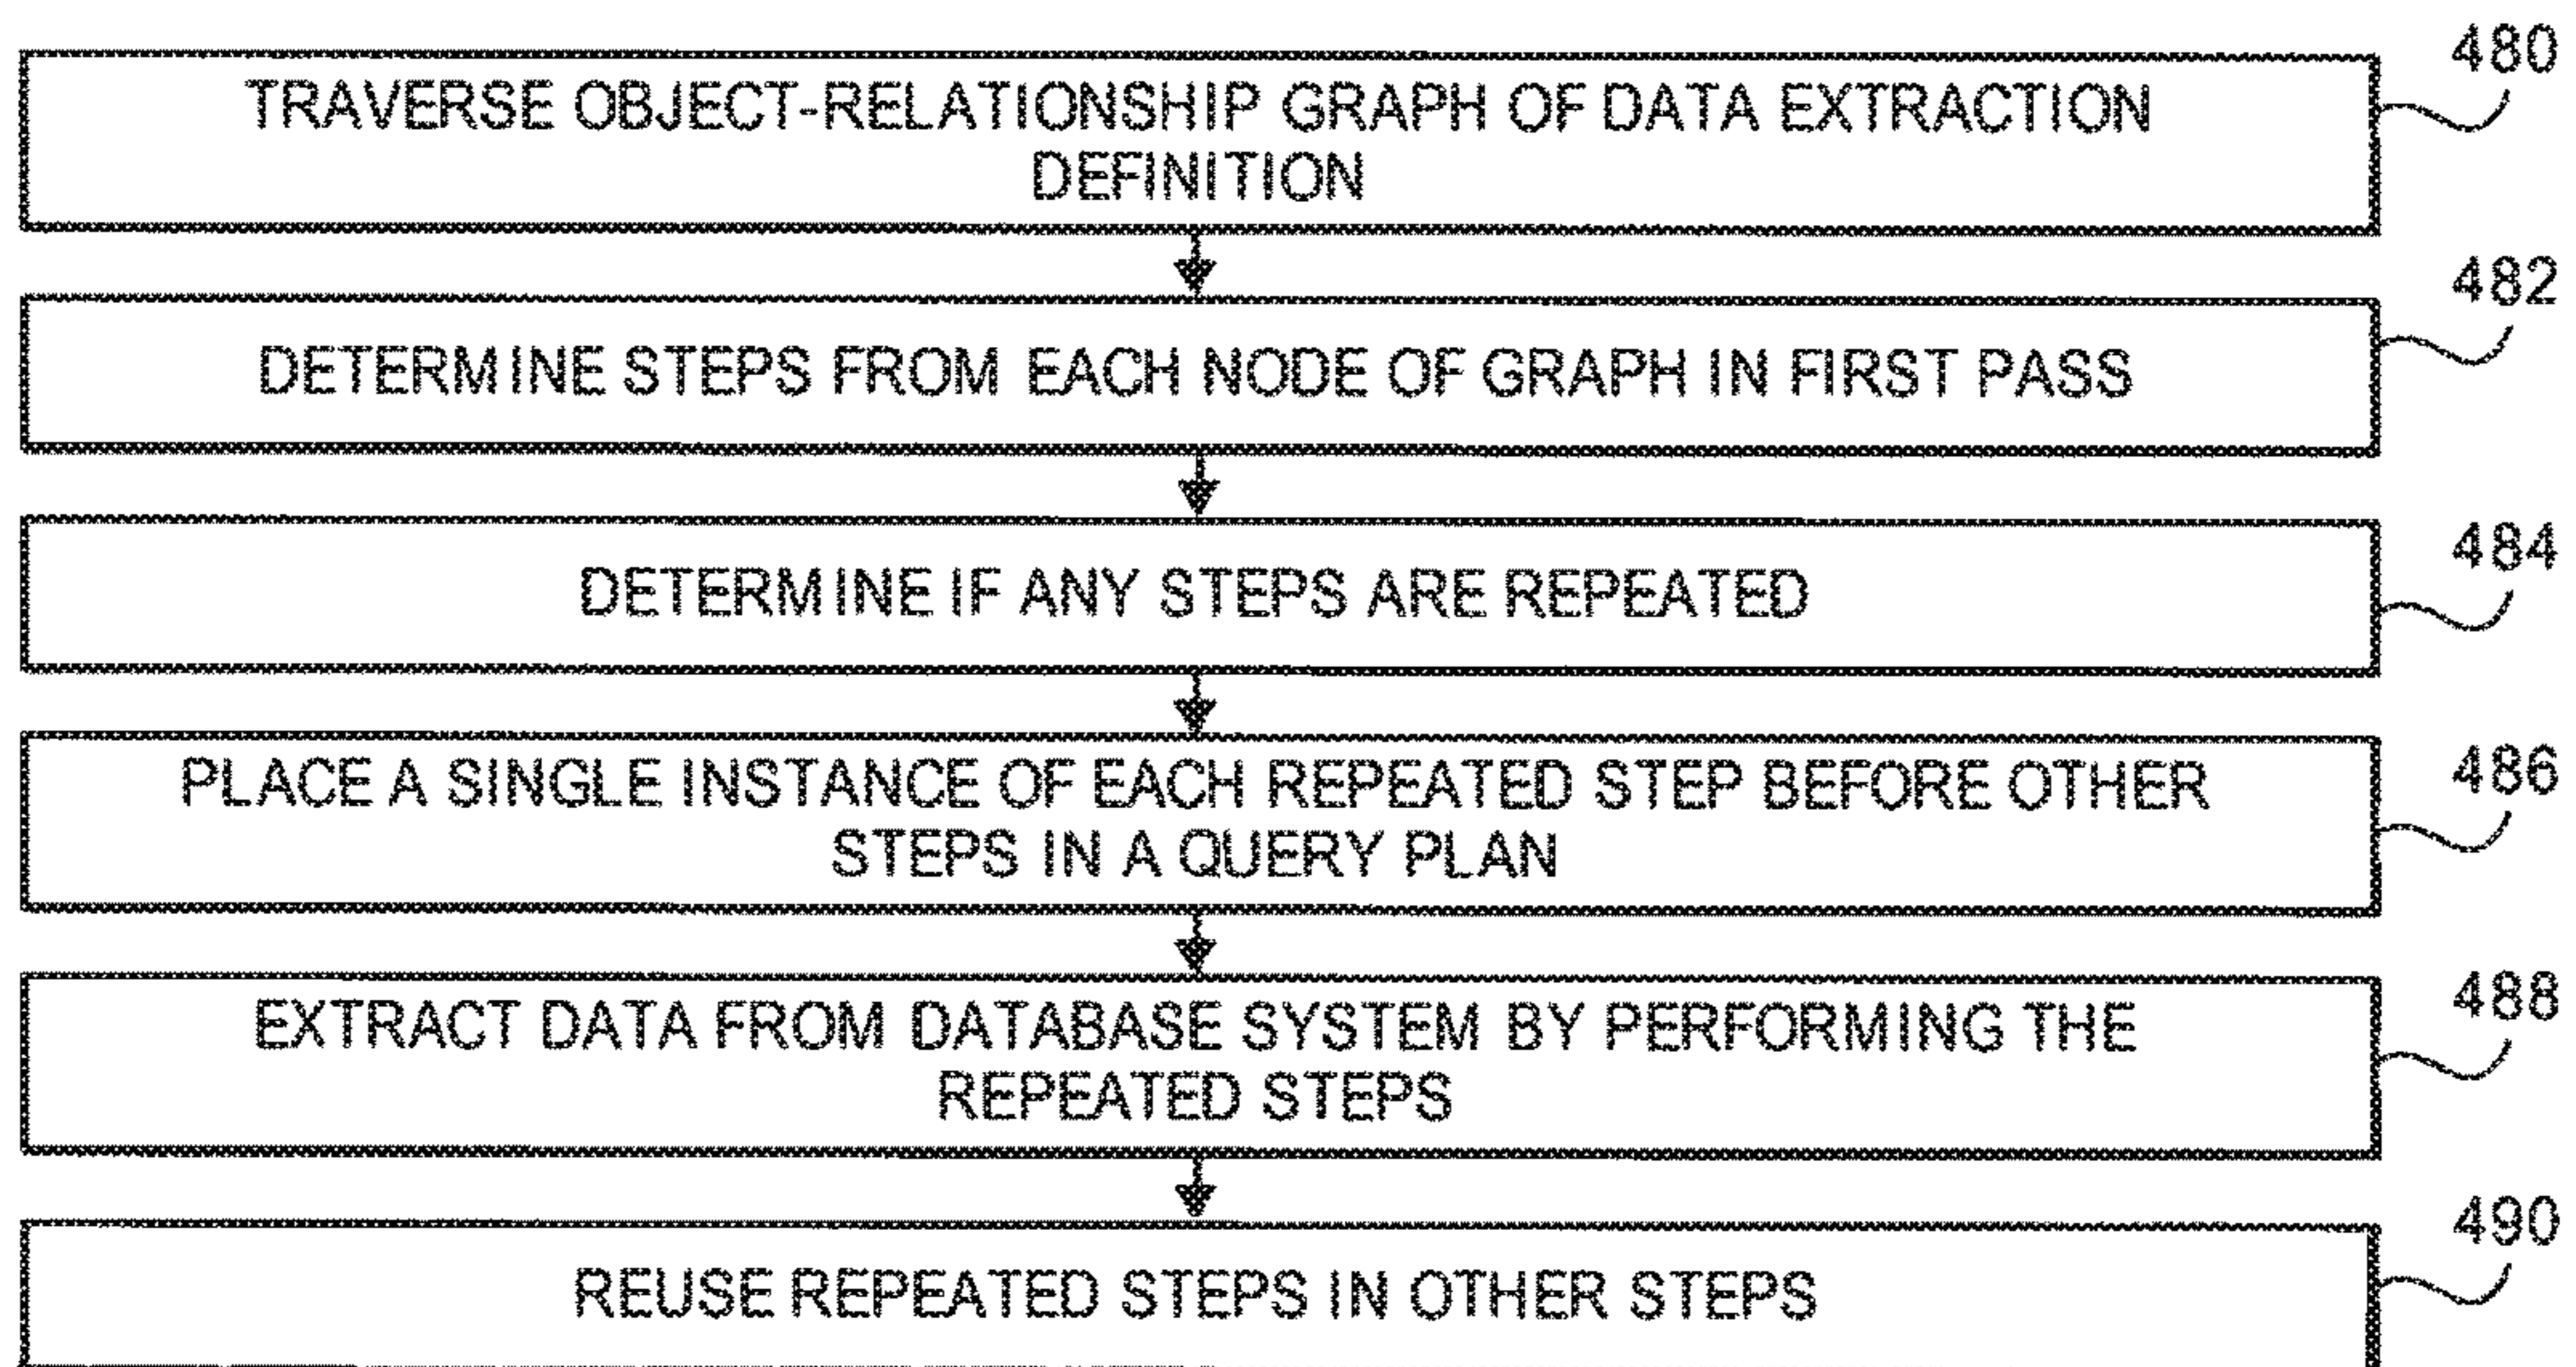 480
TRAVERSE OBJECT-RELATIONSHIP GRAPH OF DATA EXTRACTION
DEFINITION
482
DETERMINE STEPS FROM EACH NODE OF GRAPH IN FIRST PASS
484
DETERMINE IF ANY STEPS ARE REPEATED
486
PLACE A SINGLE INSTANCE OF EACH REPEATED STEP BEFORE OTHER
STEPS IN A QUERY PLAN
488
EXTRACT DATA FROM DATABASE SYSTEM BY PERFORMING THE
REPEATED STEPS
490
REUSE REPEATED STEPS IN OTHER STEPS